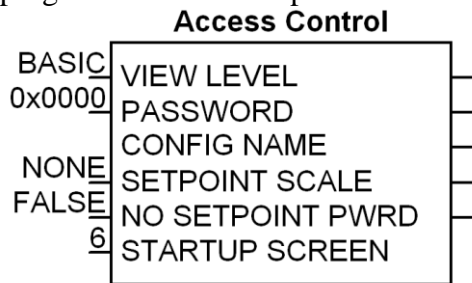 Access Control
BASIC VIEW LEVEL
0x0000 PASSWORD
CONFIG NAME
NONE SETPOINT SCALE
FALSE NO SETPOINT PWRD
6 STARTUP SCREEN